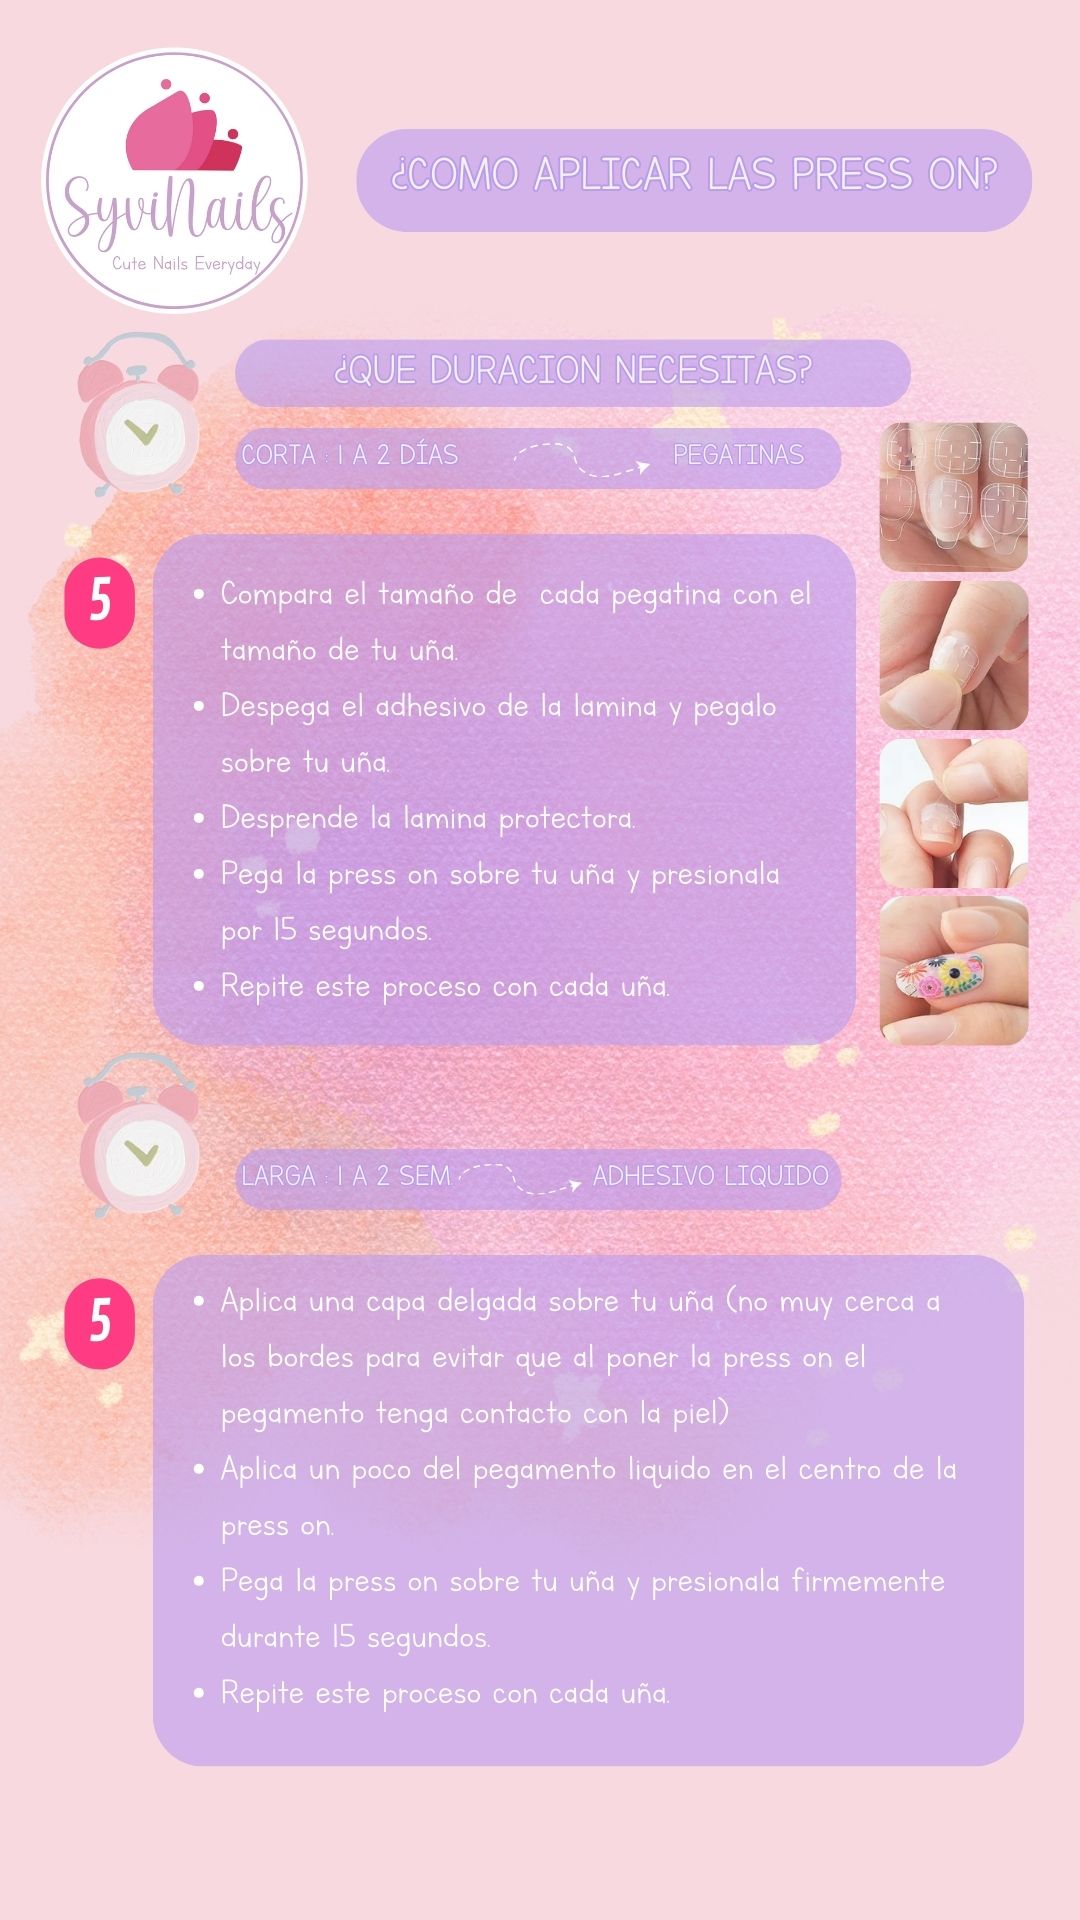 SyviNails
Cute Nails Everyday
¿COMO APLICAR LAS PRESS ON?
¿QUE DURACION NECESITAS?
CORTA : 1 A 2 DÍAS PEGATINAS
5
• Compara el tamaño de  cada pegatina con el
tamaño de tu uña.
• Despega el adhesivo de la lamina y pegalo
sobre tu uña.
• Desprende la lamina protectora.
• Pega la press on sobre tu uña y presionala
por 15 segundos.
• Repite este proceso con cada uña.
LARGA : 1 A 2 SEM ADHESIVO LIQUIDO
5
• Aplica una capa delgada sobre tu uña (no muy cerca a
los bordes para evitar que al poner la press on el
pegamento tenga contacto con la piel)
• Aplica un poco del pegamento liquido en el centro de la
press on.
• Pega la press on sobre tu uña y presionala firmemente
durante 15 segundos.
• Repite este proceso con cada uña.